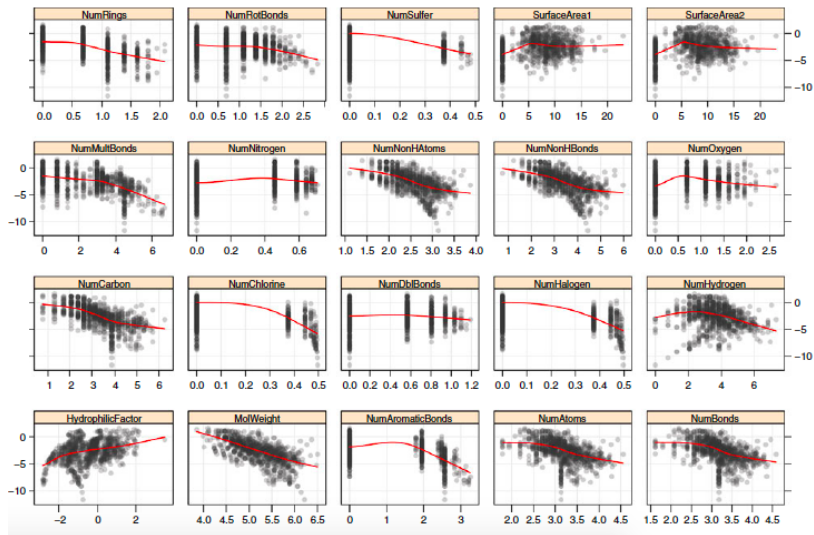 NumRings NumRotBonds NumSulfer SurfaceArea1 SurfaceArea2
0
−5
−10
0.0 0.5 1.0 1.5 2.0 0.0 0.5 1.0 1.5 2.0 2.5 0.0 0.1 0.2 0.3 0.4 0.5 0 5 10 15 20 0 5 10 15 20
NumMultBonds NumNitrogen NumNonHAtoms NumNonHBonds NumOxygen
0
−5
−10
0 2 4 6 0.0 0.2 0.4 0.6 1.0 1.5 2.0 2.5 3.0 3.5 4.0 1 2 3 4 5 6 0.0 0.5 1.0 1.5 2.0 2.5
NumCarbon NumChlorine NumDblBonds NumHalogen NumHydrogen
0
−5
−10
1 2 3 4 5 6 0.0 0.1 0.2 0.3 0.4 0.5 0.0 0.2 0.4 0.6 0.8 1.0 1.2 0.0 0.1 0.2 0.3 0.4 0.5 0 2 4 6
HydrophilicFactor MolWeight NumAromaticBonds NumAtoms NumBonds
0
−5
−10
−2 0 2 4.0 4.5 5.0 5.5 6.0 6.5 0 1 2 3 2.0 2.5 3.0 3.5 4.0 4.5 1.5 2.0 2.5 3.0 3.5 4.0 4.5